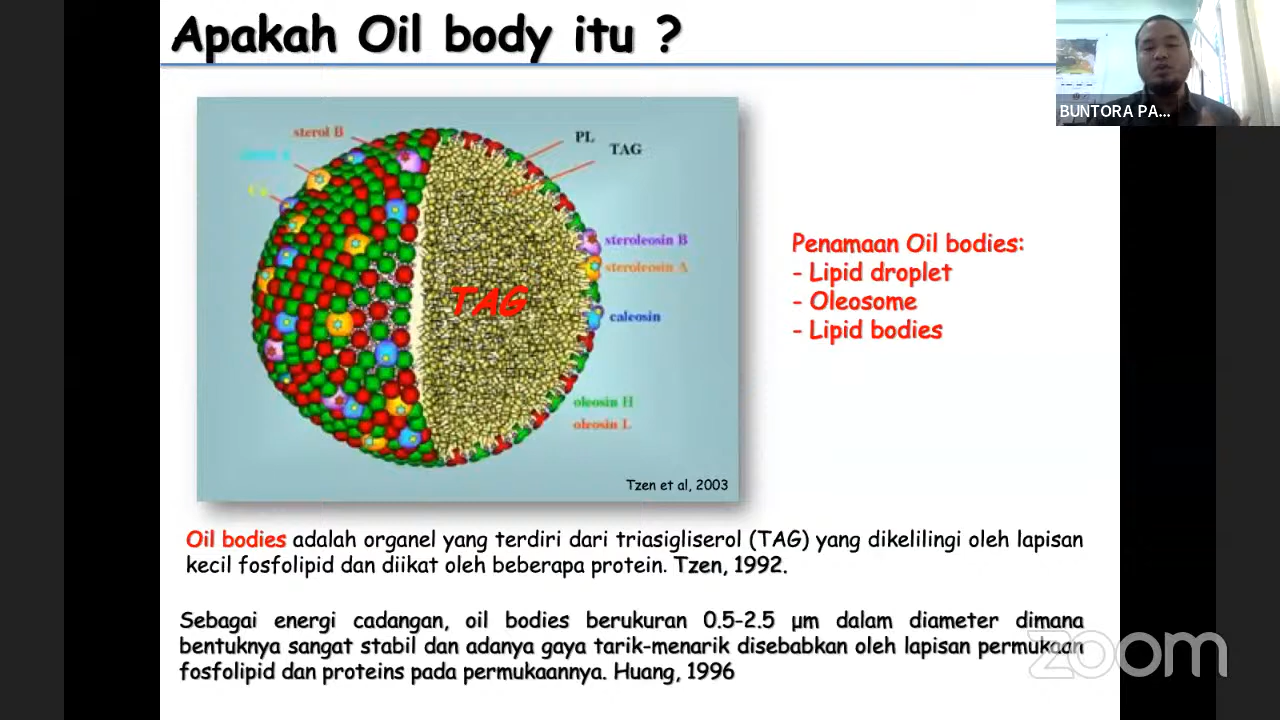 Apakah Oil body itu ?
BUNTORA PA...
sterol B
PL
TAG
steroleosin B
steroleosin A
TAG
caleosin
oleosin H
oleosin L
Tzen et al, 2003
Penamaan Oil bodies:
- Lipid droplet
- Oleosome
- Lipid bodies
Oil bodies adalah organel yang terdiri dari triasigliserol (TAG) yang dikelilingi oleh lapisan
kecil fosfolipid dan diikat oleh beberapa protein. Tzen, 1992.
Sebagai energi cadangan, oil bodies berukuran 0.5-2.5 µm dalam diameter dimana
bentuknya sangat stabil dan adanya gaya tarik-menarik disebabkan oleh lapisan permukaan
fosfolipid dan proteins pada permukaannya. Huang, 1996
zoom